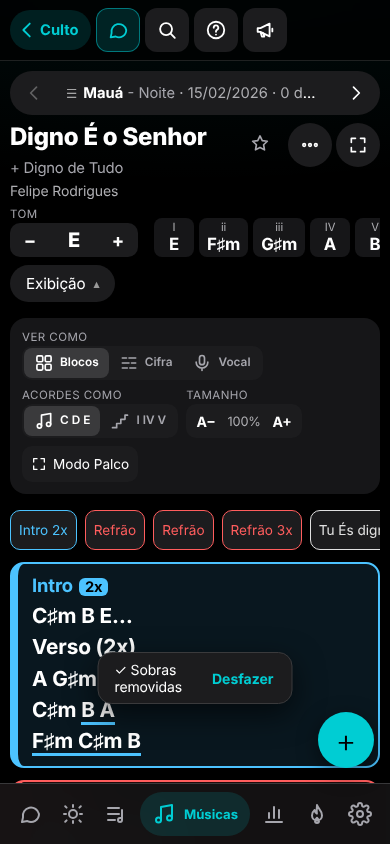 Culto
Mauá - Noite · 15/02/2026 · 0 d...
Digno É o Senhor
+ Digno de Tudo
Felipe Rodrigues
TOM
− E +
I ii iii IV V
E F♯m G♯m A B
Exibição ▴
VER COMO
Blocos Cifra Vocal
ACORDES COMO TAMANHO
C D E I IV V A− 100% A+
Modo Palco
Intro 2x Refrão Refrão Refrão 3x Tu És dig
Intro 2x
C♯m B E...
Verso (2x)
A G♯m
C♯m B A
F♯m C♯m B
✓ Sobras removidas Desfazer
+
Músicas